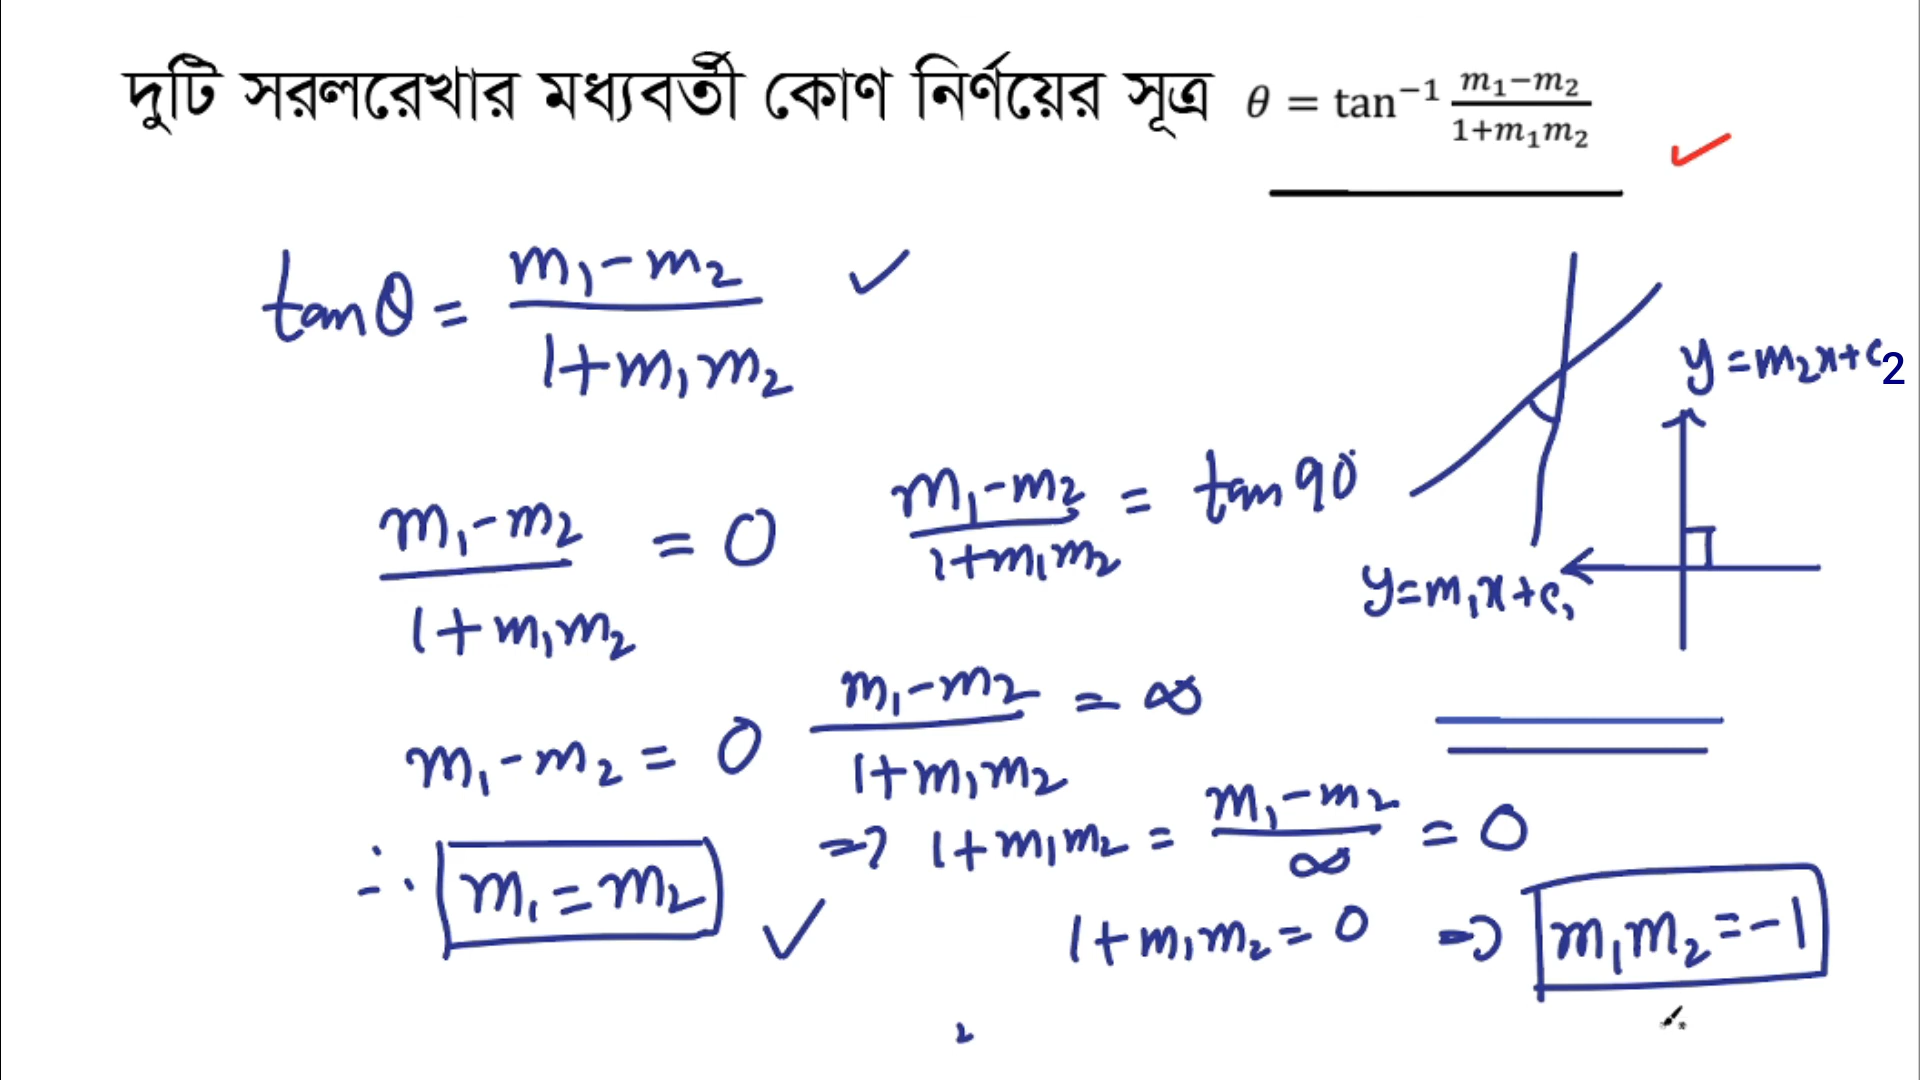 দুটি সরলরেখার মধ্যবর্তী কোণ নির্ণয়ের সূত্র θ = tan⁻¹ (m₁−m₂)/(1+m₁m₂)
tanθ = (m₁−m₂)/(1+m₁m₂)
y=m₂x+c₂
(m₁−m₂)/(1+m₁m₂) = 0
(m₁−m₂)/(1+m₁m₂) = tan 90°
y=m₁x+c₁
m₁−m₂ = 0
(m₁−m₂)/(1+m₁m₂) = ∞
∴ m₁=m₂
⇒ 1+m₁m₂ = (m₁−m₂)/∞ = 0
1+m₁m₂ = 0 ⇒ m₁m₂=−1
2